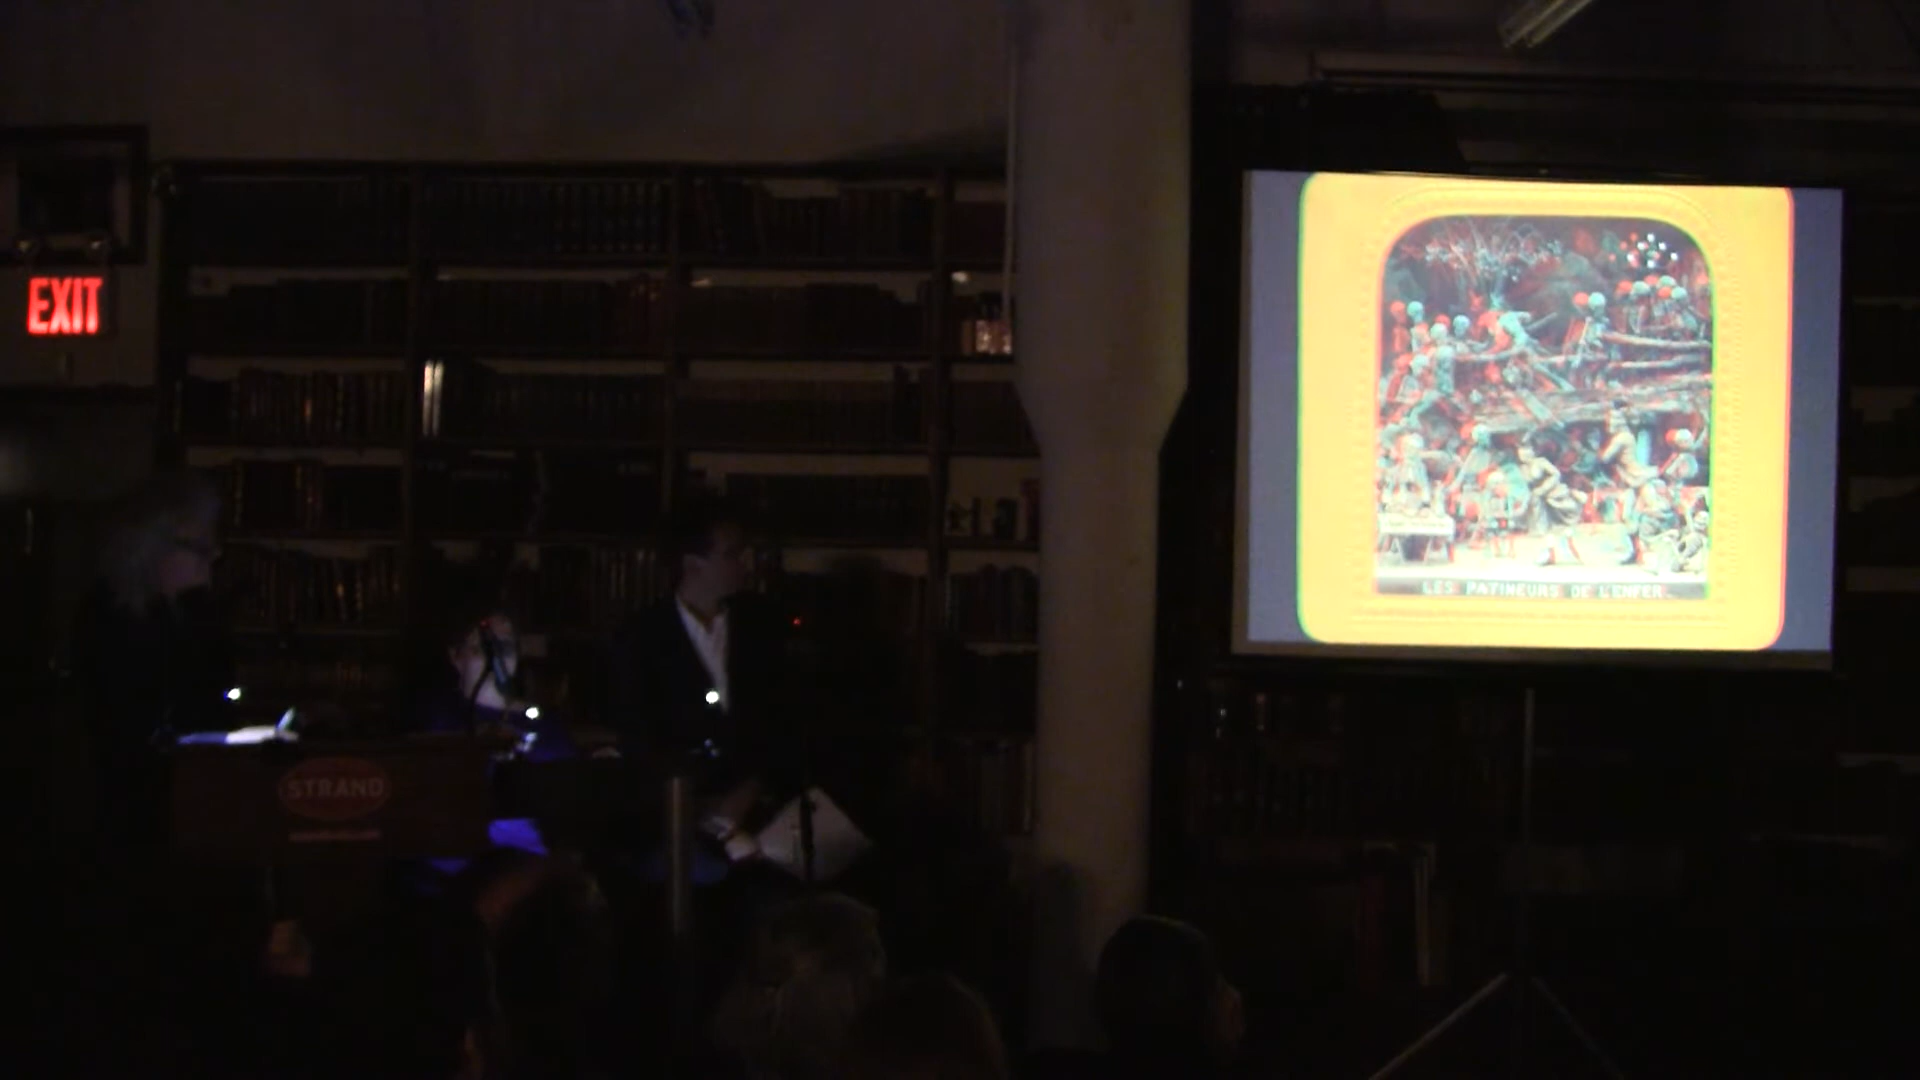 EXIT
STRAND
LES PATINEURS DE L'ENFER.